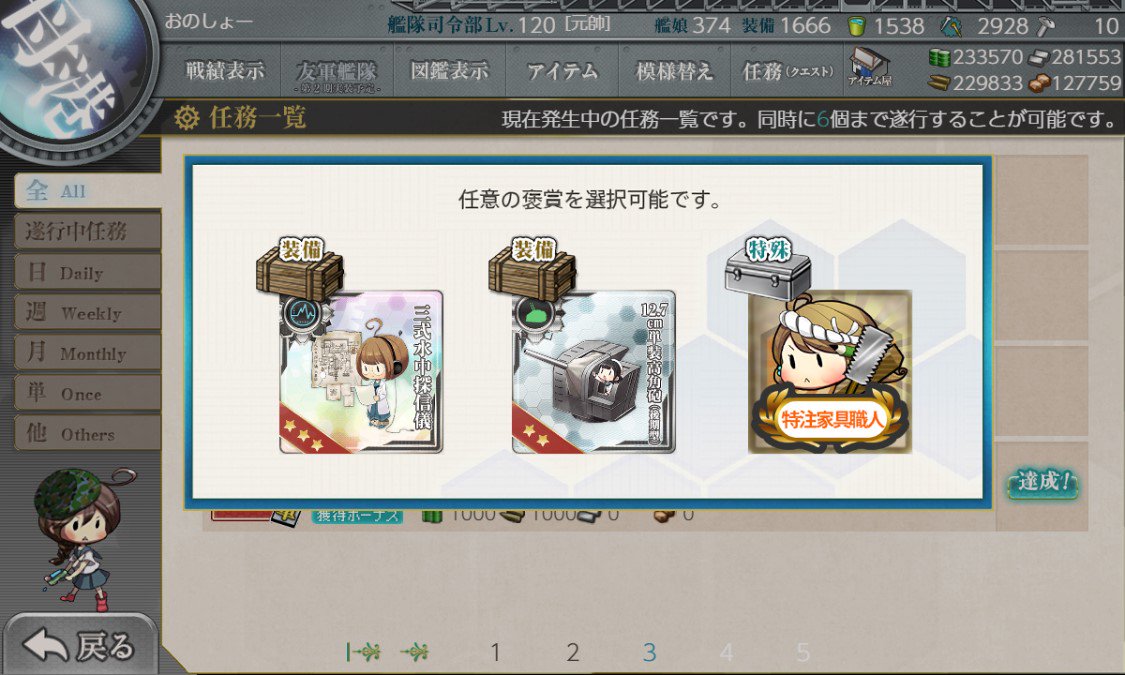 母港
おのしょー
艦隊司令部Lv. 120 [元帥]
艦娘 374 装備 1666 1538 2928 10
戦績表示
友軍艦隊
-第2期実装予定-
図鑑表示
アイテム
模様替え
任務(クエスト)
アイテム屋
233570 281553
229833 127759
任務一覧
現在発生中の任務一覧です。同時に6個まで遂行することが可能です。
全 All
遂行中任務
日 Daily
週 Weekly
月 Monthly
単 Once
他 Others
戻る
任意の褒賞を選択可能です。
装備
三式水中探信儀
装備
12.7cm単装高角砲(後期型)
特殊
特注家具職人
達成!
獲得ボーナス 1000 1000 0 0
1 2 3 4 5